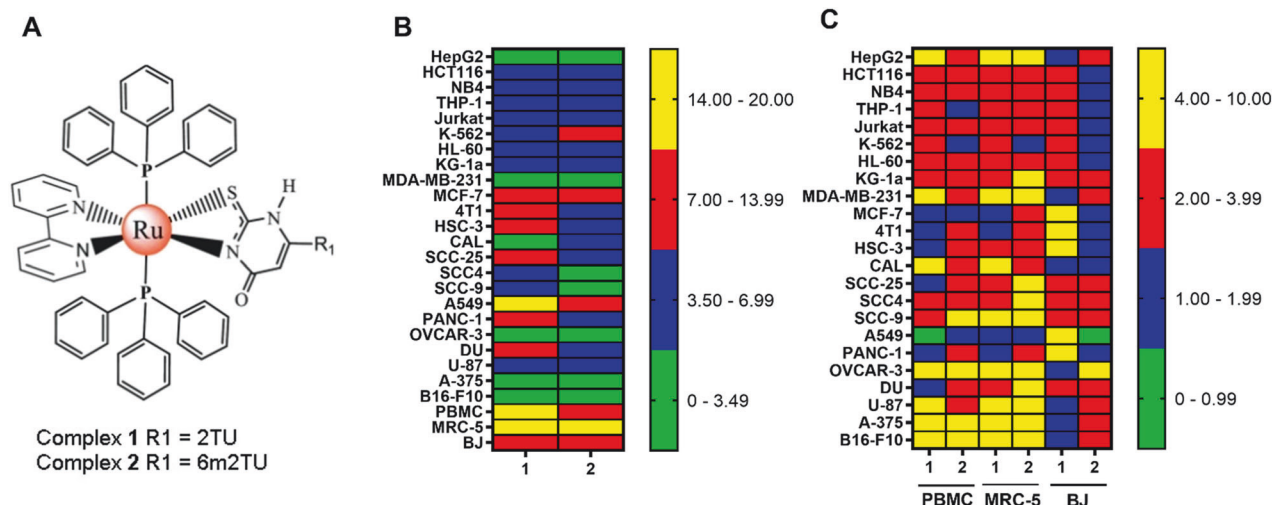 A
P
S
H
N
N
N
Ru
R₁
N
O
P
Complex 1 R1 = 2TU
Complex 2 R1 = 6m2TU
B
HepG2
HCT116
NB4
THP-1
Jurkat
K-562
HL-60
KG-1a
MDA-MB-231
MCF-7
4T1
HSC-3
CAL
SCC-25
SCC4
SCC-9
A549
PANC-1
OVCAR-3
DU
U-87
A-375
B16-F10
PBMC
MRC-5
BJ
1 2
14.00 - 20.00
7.00 - 13.99
3.50 - 6.99
0 - 3.49
C
HepG2
HCT116
NB4
THP-1
Jurkat
K-562
HL-60
KG-1a
MDA-MB-231
MCF-7
4T1
HSC-3
CAL
SCC-25
SCC4
SCC-9
A549
PANC-1
OVCAR-3
DU
U-87
A-375
B16-F10
1 2 1 2 1 2
PBMC MRC-5 BJ
4.00 - 10.00
2.00 - 3.99
1.00 - 1.99
0 - 0.99